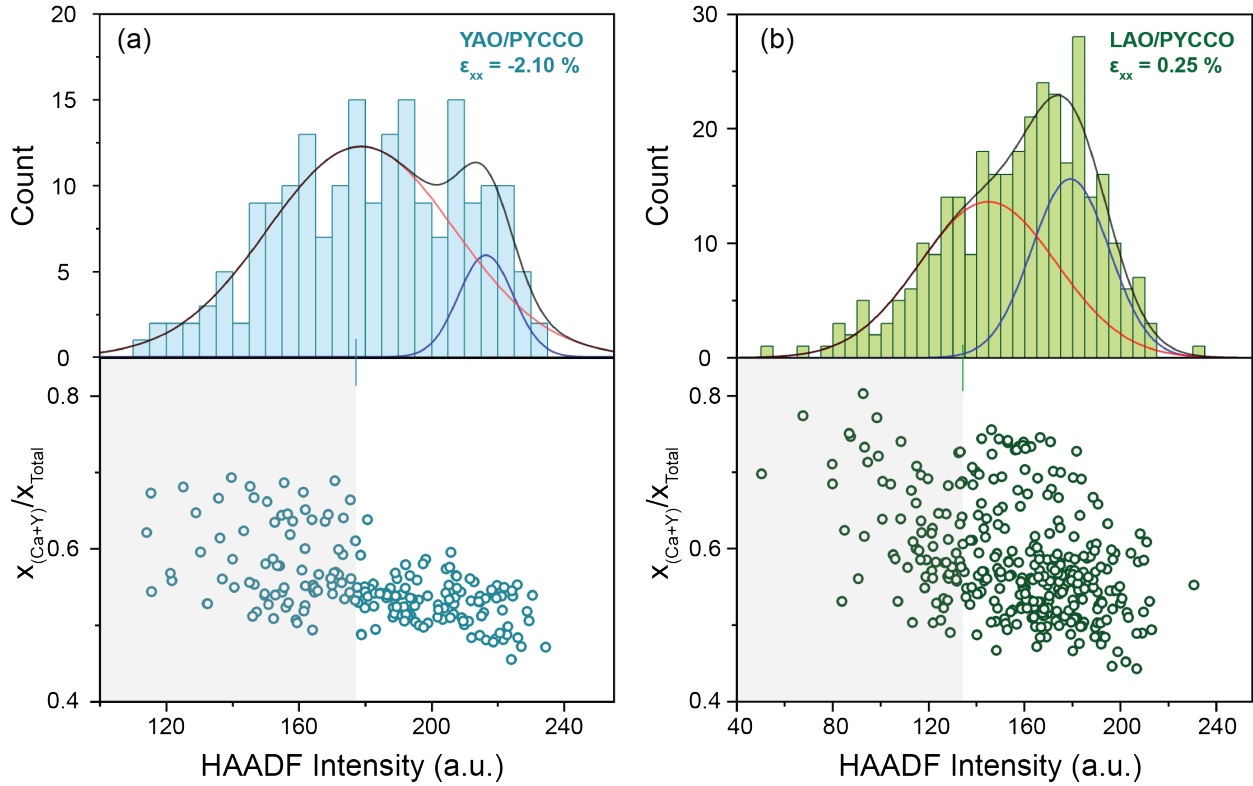 (a)
YAO/PYCCO
εxx = -2.10 %
20
15
10
5
0
Count
0.8
0.6
0.4
x(Ca+Y)/xTotal
120 160 200 240
HAADF Intensity (a.u.)
(b)
LAO/PYCCO
εxx = 0.25 %
30
20
10
0
Count
0.8
0.6
0.4
x(Ca+Y)/xTotal
40 80 120 160 200 240
HAADF Intensity (a.u.)